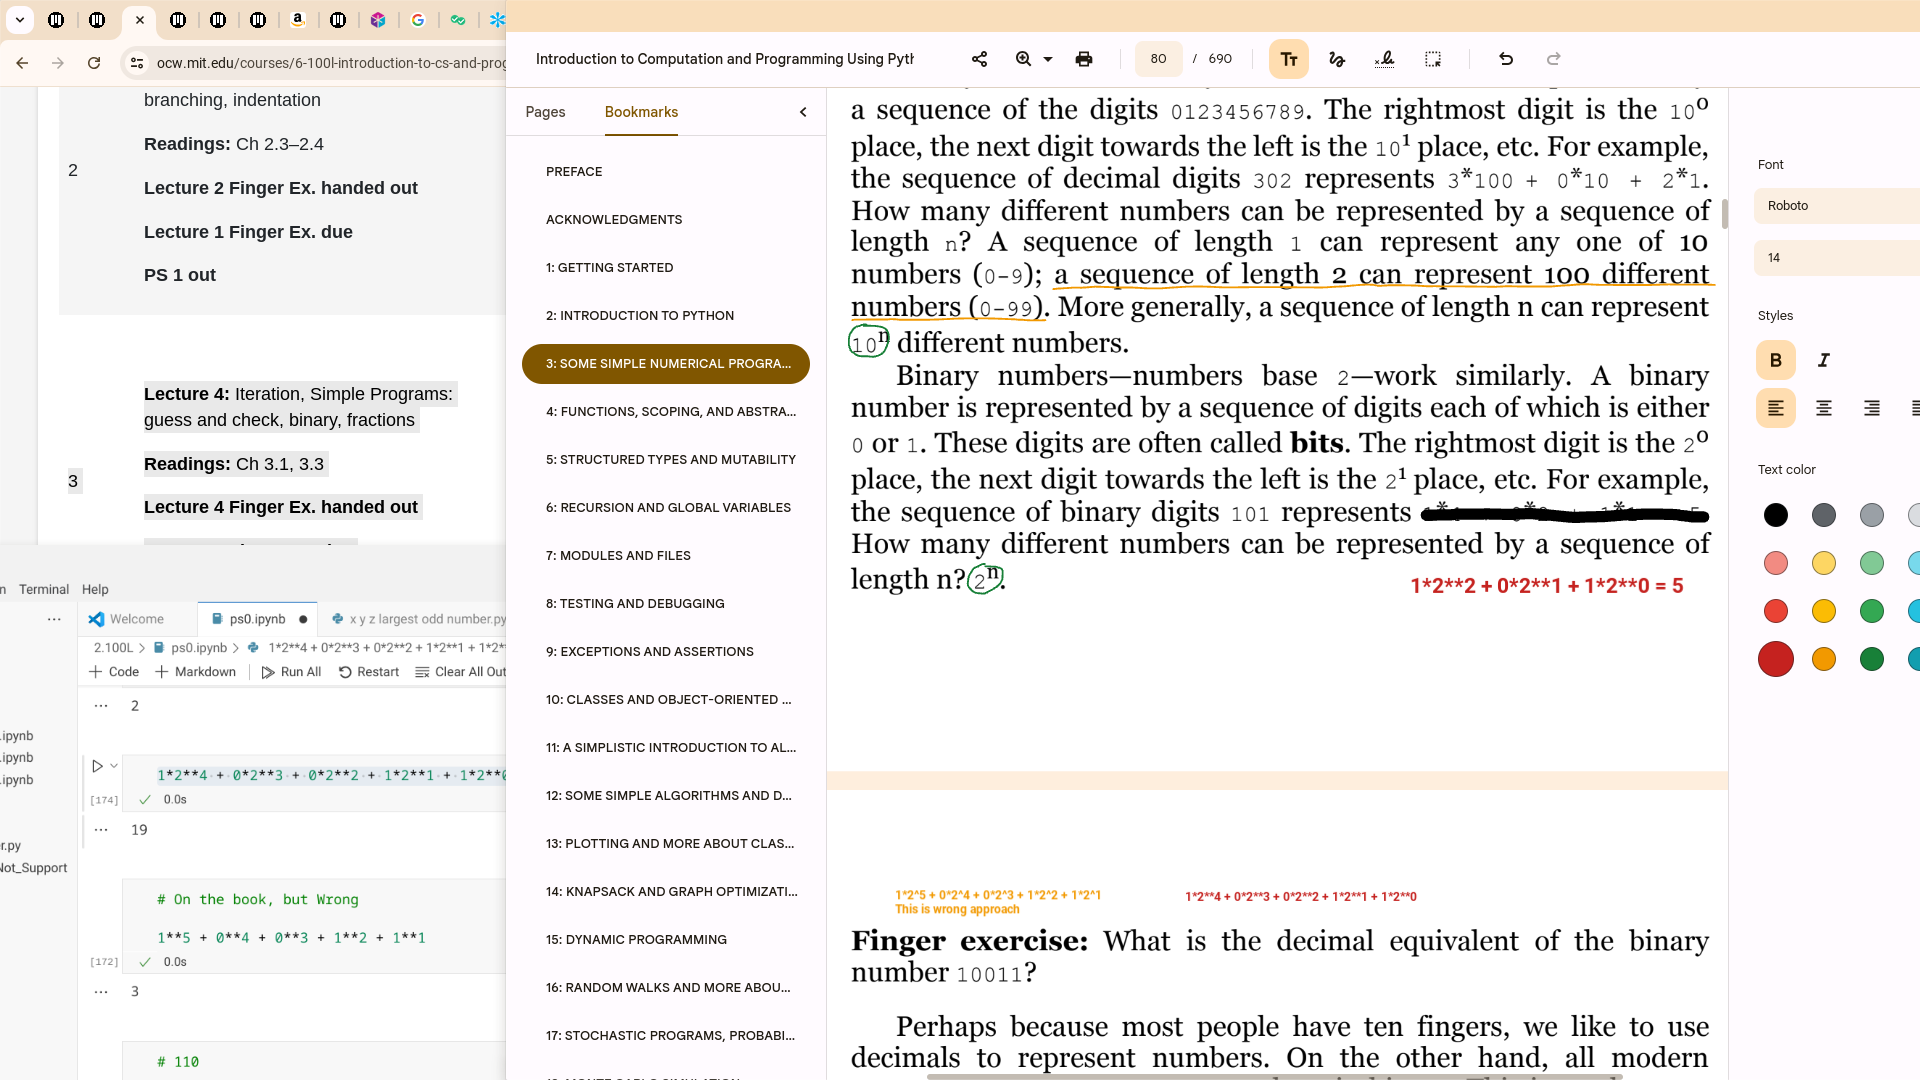 ocw.mit.edu/courses/6-100l-introduction-to-cs-and-prog
branching, indentation
Readings: Ch 2.3–2.4
2
Lecture 2 Finger Ex. handed out
Lecture 1 Finger Ex. due
PS 1 out
Lecture 4: Iteration, Simple Programs:
guess and check, binary, fractions
Readings: Ch 3.1, 3.3
3
Lecture 4 Finger Ex. handed out
n Terminal Help
Welcome ps0.ipynb x y z largest odd number.py
2.100L > ps0.ipynb > 1*2**4 + 0*2**3 + 0*2**2 + 1*2**1 + 1*2**
+ Code + Markdown Run All Restart Clear All Out
... 2
.ipynb
.ipynb
.ipynb
1*2**4 + 0*2**3 + 0*2**2 + 1*2**1 + 1*2**0
[174] 0.0s
... 19
r.py
Not_Support
# On the book, but Wrong
1**5 + 0**4 + 0**3 + 1**2 + 1**1
[172] 0.0s
... 3
# 110
Introduction to Computation and Programming Using Pyth
80 / 690
Pages Bookmarks
PREFACE
ACKNOWLEDGMENTS
1: GETTING STARTED
2: INTRODUCTION TO PYTHON
3: SOME SIMPLE NUMERICAL PROGRA...
4: FUNCTIONS, SCOPING, AND ABSTRA...
5: STRUCTURED TYPES AND MUTABILITY
6: RECURSION AND GLOBAL VARIABLES
7: MODULES AND FILES
8: TESTING AND DEBUGGING
9: EXCEPTIONS AND ASSERTIONS
10: CLASSES AND OBJECT-ORIENTED ...
11: A SIMPLISTIC INTRODUCTION TO AL...
12: SOME SIMPLE ALGORITHMS AND D...
13: PLOTTING AND MORE ABOUT CLAS...
14: KNAPSACK AND GRAPH OPTIMIZATI...
15: DYNAMIC PROGRAMMING
16: RANDOM WALKS AND MORE ABOU...
17: STOCHASTIC PROGRAMS, PROBABI...
a sequence of the digits 0123456789. The rightmost digit is the 10⁰
place, the next digit towards the left is the 10¹ place, etc. For example,
the sequence of decimal digits 302 represents 3*100 + 0*10 + 2*1.
How many different numbers can be represented by a sequence of
length n? A sequence of length 1 can represent any one of 10
numbers (0-9); a sequence of length 2 can represent 100 different
numbers (0-99). More generally, a sequence of length n can represent
10ⁿ different numbers.
Binary numbers—numbers base 2—work similarly. A binary
number is represented by a sequence of digits each of which is either
0 or 1. These digits are often called bits. The rightmost digit is the 2⁰
place, the next digit towards the left is the 2¹ place, etc. For example,
the sequence of binary digits 101 represents
How many different numbers can be represented by a sequence of
length n? 2ⁿ.
1*2**2 + 0*2**1 + 1*2**0 = 5
1*2^5 + 0*2^4 + 0*2^3 + 1*2^2 + 1*2^1
This is wrong approach
1*2**4 + 0*2**3 + 0*2**2 + 1*2**1 + 1*2**0
Finger exercise: What is the decimal equivalent of the binary
number 10011?
Perhaps because most people have ten fingers, we like to use
decimals to represent numbers. On the other hand, all modern
Font
Roboto
14
Styles
B I
Text color